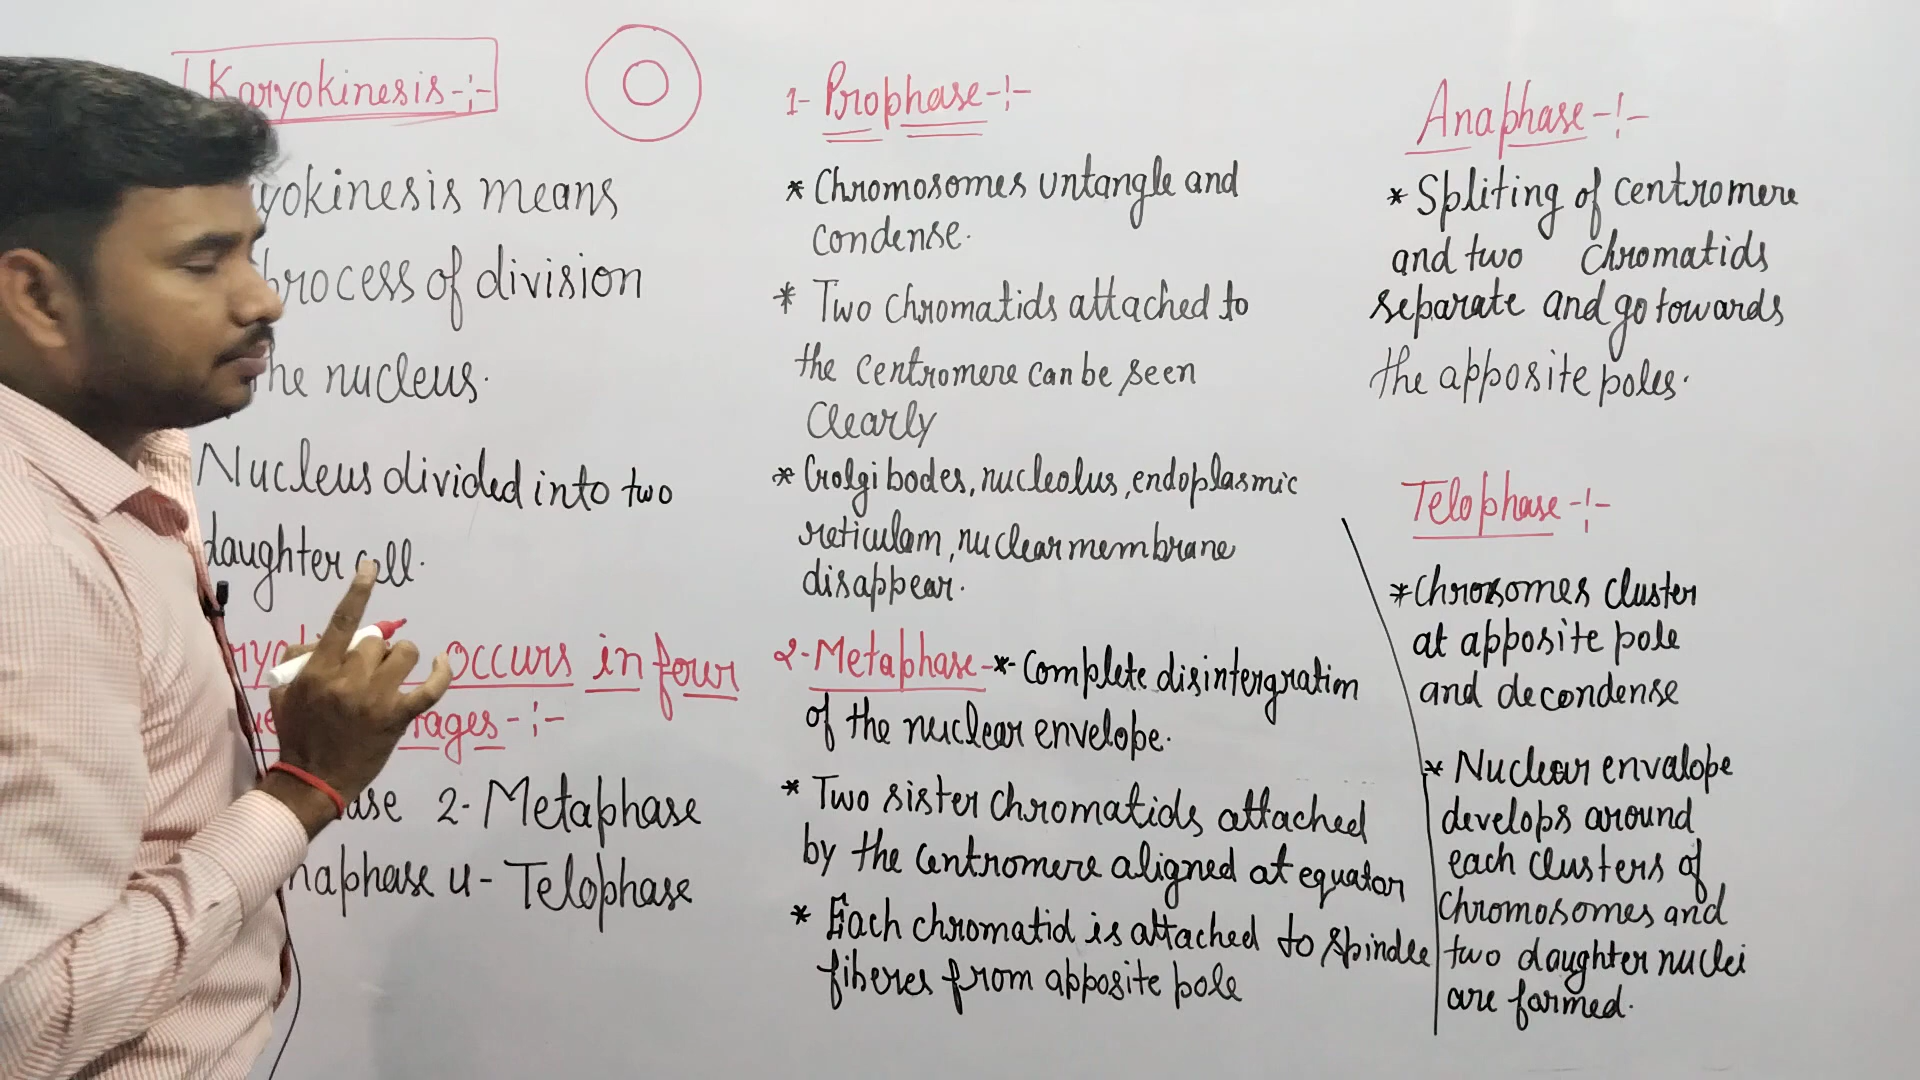 Karyokinesis-:-
yokinesis means
process of division
the nucleus.
Nucleus divided into two
daughter cell.
occurs in four
tages-:-
ase 2-Metaphase
naphase 4- Telophase
1- Prophase-:-
* Chromosomes untangle and
condense.
* Two chromatids attached to
the centromere can be seen
Clearly
* Golgi bodes, nucleolus, endoplasmic
reticulam, nuclear membrane
disappear.
2-Metaphase-*-Complete disintergration
of the nuclear envelope.
* Two sister chromatids attached
by the centromere aligned at equator
* Each chromatid is attached to spindle
fiberes from apposite pole
Anaphase-:-
* Spliting of centromere
and two chromatids
separate and go towards
the apposite poles.
Telophase-:-
*Chrosomes cluster
at apposite pole
and decondense
* Nuclear envalope
develops around
each clusters of
chromosomes and
two daughter nuclei
are farmed.